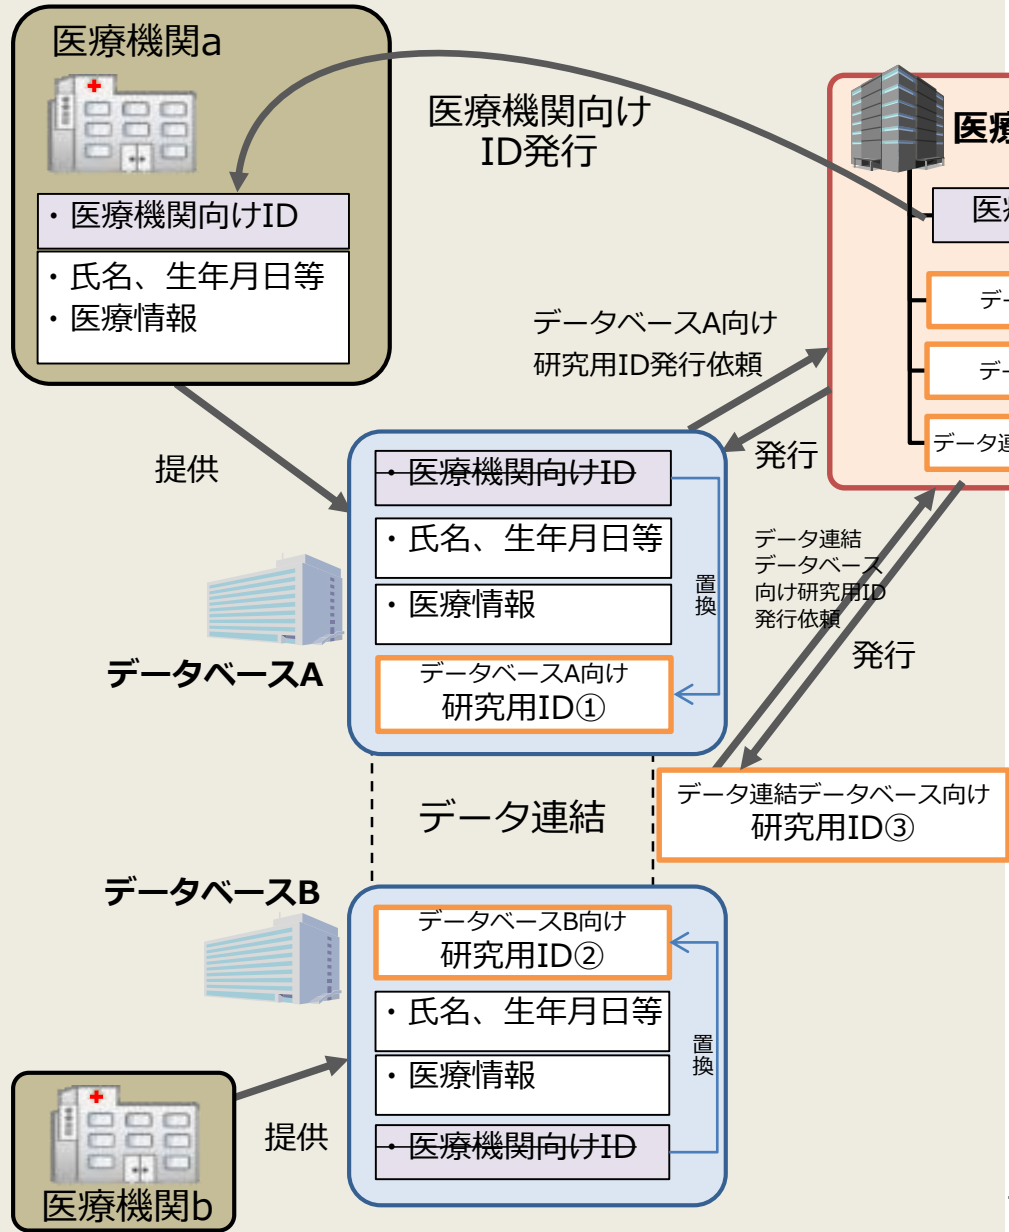 医療機関a
医療機関向け
ID発行
・医療機関向けID
・氏名、生年月日等
・医療情報
データベースA向け
研究用ID発行依頼
発行
提供
・医療機関向けID
・氏名、生年月日等
・医療情報
置換
データベースA向け
研究用ID①
データベースA
データ連結
データベース
向け研究用ID
発行依頼
発行
データ連結
データ連結データベース向け
研究用ID③
データベースB
データベースB向け
研究用ID②
・氏名、生年月日等
・医療情報
置換
・医療機関向けID
提供
医療機関b